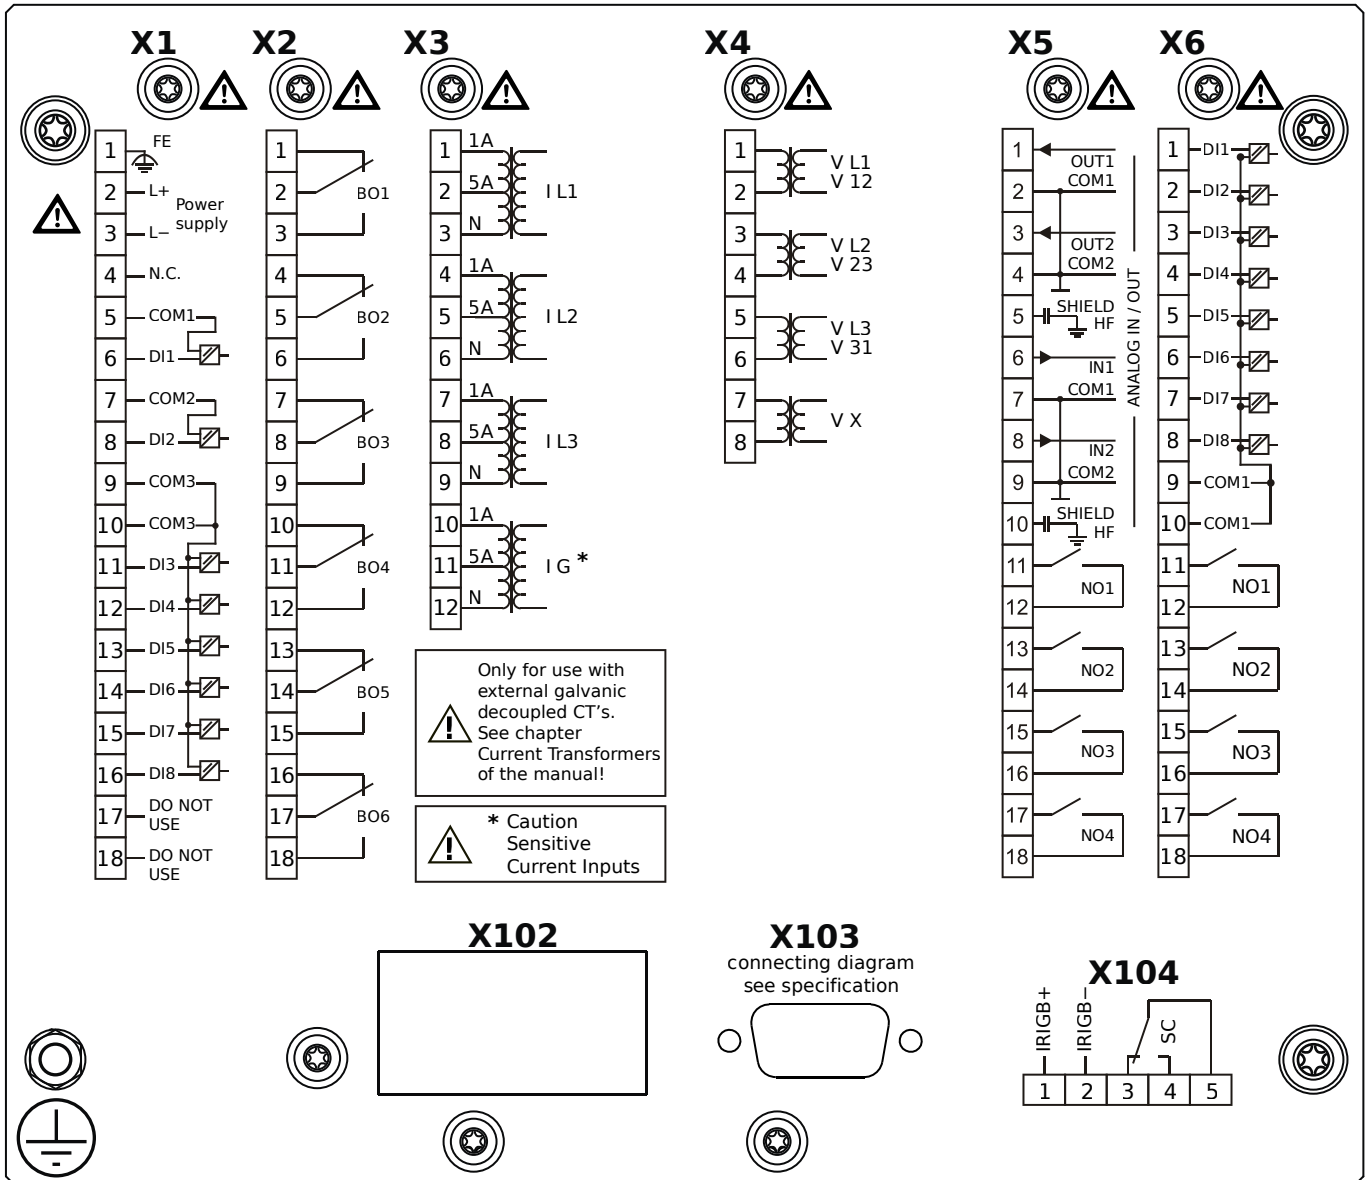 X1
X2
X3
X4
X5
X6
1
FE
2
L+
Power
supply
3
L−
4
N.C.
5
COM1
6
DI1
7
COM2
8
DI2
9
COM3
10
COM3
11
DI3
12
DI4
13
DI5
14
DI6
15
DI7
16
DI8
17
DO NOT
USE
18
DO NOT
USE
1
2
BO1
3
4
5
BO2
6
7
8
BO3
9
10
11
BO4
12
13
14
BO5
15
16
17
BO6
18
1
1A
2
5A
I L1
3
N
4
1A
5
5A
I L2
6
N
7
1A
8
5A
I L3
9
N
10
1A
11
5A
I G *
12
N
Only for use with
external galvanic
decoupled CT's.
See chapter
Current Transformers
of the manual!
* Caution
Sensitive
Current Inputs
1
V L1
2
V 12
3
V L2
4
V 23
5
V L3
6
V 31
7
V X
8
1
OUT1
2
COM1
3
OUT2
4
COM2
5
SHIELD
HF
6
IN1
7
COM1
8
IN2
9
COM2
10
SHIELD
HF
ANALOG IN / OUT
11
NO1
12
13
NO2
14
15
NO3
16
17
NO4
18
1
DI1
2
DI2
3
DI3
4
DI4
5
DI5
6
DI6
7
DI7
8
DI8
9
COM1
10
COM1
11
NO1
12
13
NO2
14
15
NO3
16
17
NO4
18
X102
X103
connecting diagram
see specification
X104
IRIGB+
IRIGB−
SC
1 2 3 4 5